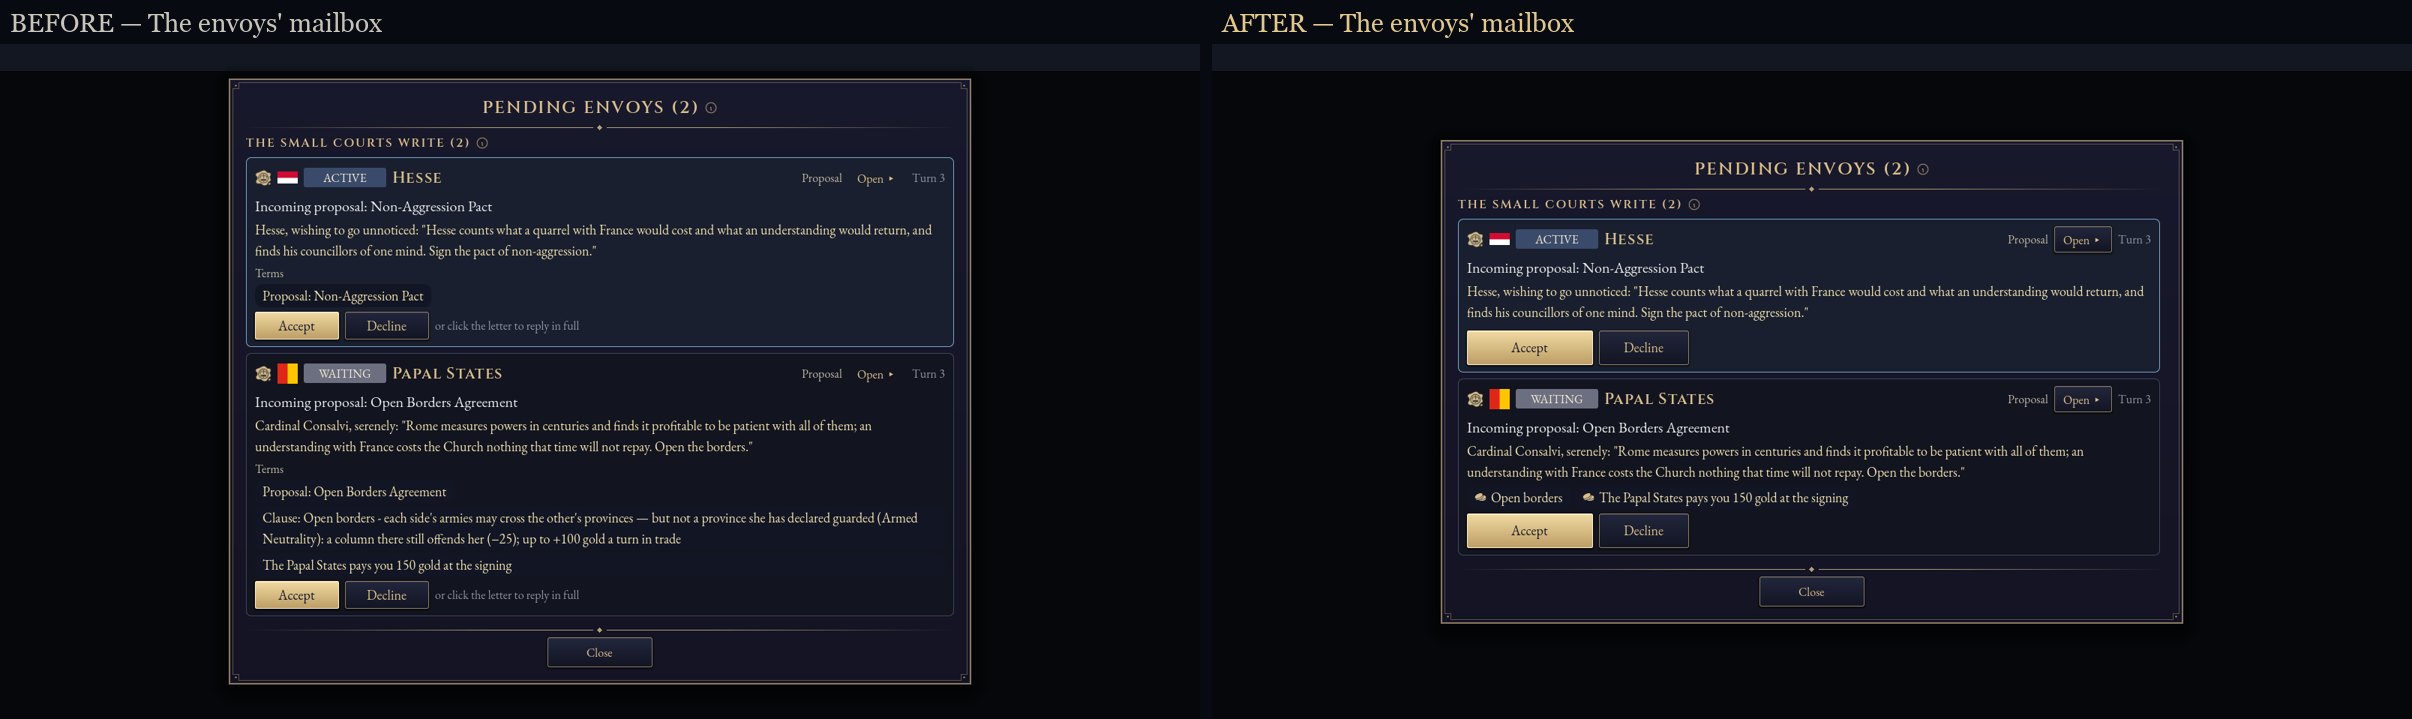 BEFORE — The envoys' mailbox
PENDING ENVOYS (2)
THE SMALL COURTS WRITE (2)
ACTIVE HESSE Proposal Open ▸ Turn 3
Incoming proposal: Non-Aggression Pact
Hesse, wishing to go unnoticed: "Hesse counts what a quarrel with France would cost and what an understanding would return, and
finds his councillors of one mind. Sign the pact of non-aggression."
Terms
Proposal: Non-Aggression Pact
Accept Decline or click the letter to reply in full
WAITING PAPAL STATES Proposal Open ▸ Turn 3
Incoming proposal: Open Borders Agreement
Cardinal Consalvi, serenely: "Rome measures powers in centuries and finds it profitable to be patient with all of them; an
understanding with France costs the Church nothing that time will not repay. Open the borders."
Terms
Proposal: Open Borders Agreement
Clause: Open borders - each side's armies may cross the other's provinces — but not a province she has declared guarded (Armed
Neutrality): a column there still offends her (−25); up to +100 gold a turn in trade
The Papal States pays you 150 gold at the signing
Accept Decline or click the letter to reply in full
Close
AFTER — The envoys' mailbox
PENDING ENVOYS (2)
THE SMALL COURTS WRITE (2)
ACTIVE HESSE Proposal Open ▸ Turn 3
Incoming proposal: Non-Aggression Pact
Hesse, wishing to go unnoticed: "Hesse counts what a quarrel with France would cost and what an understanding would return, and
finds his councillors of one mind. Sign the pact of non-aggression."
Accept Decline
WAITING PAPAL STATES Proposal Open ▸ Turn 3
Incoming proposal: Open Borders Agreement
Cardinal Consalvi, serenely: "Rome measures powers in centuries and finds it profitable to be patient with all of them; an
understanding with France costs the Church nothing that time will not repay. Open the borders."
Open borders The Papal States pays you 150 gold at the signing
Accept Decline
Close